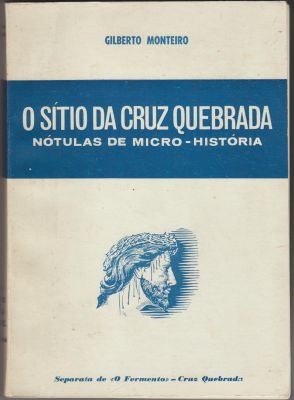 GILBERTO MONTEIRO
O SÍTIO DA CRUZ QUEBRADA
NÓTULAS DE MICRO-HISTÓRIA
Separata de «O Fermento» – Cruz Quebrada